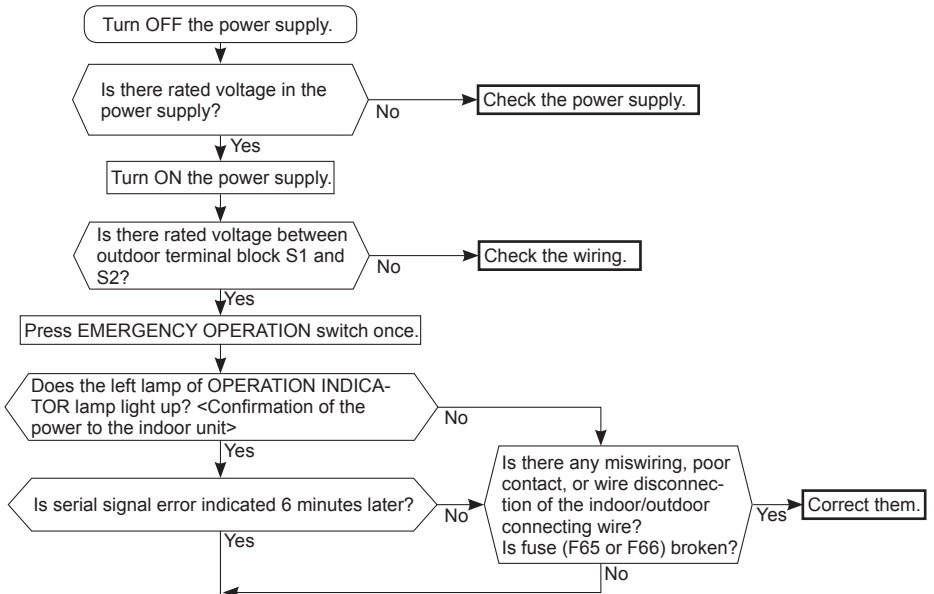 Turn OFF the power supply.
Is there rated voltage in the
power supply?
No
Check the power supply.
Yes
Turn ON the power supply.
Is there rated voltage between
outdoor terminal block S1 and
S2?
No
Check the wiring.
Yes
Press EMERGENCY OPERATION switch once.
Does the left lamp of OPERATION INDICA-
TOR lamp light up? <Confirmation of the
power to the indoor unit>
No
Yes
Is serial signal error indicated 6 minutes later?
No
Yes
Is there any miswiring, poor
contact, or wire disconnec-
tion of the indoor/outdoor
connecting wire?
Is fuse (F65 or F66) broken?
Yes
Correct them.
No